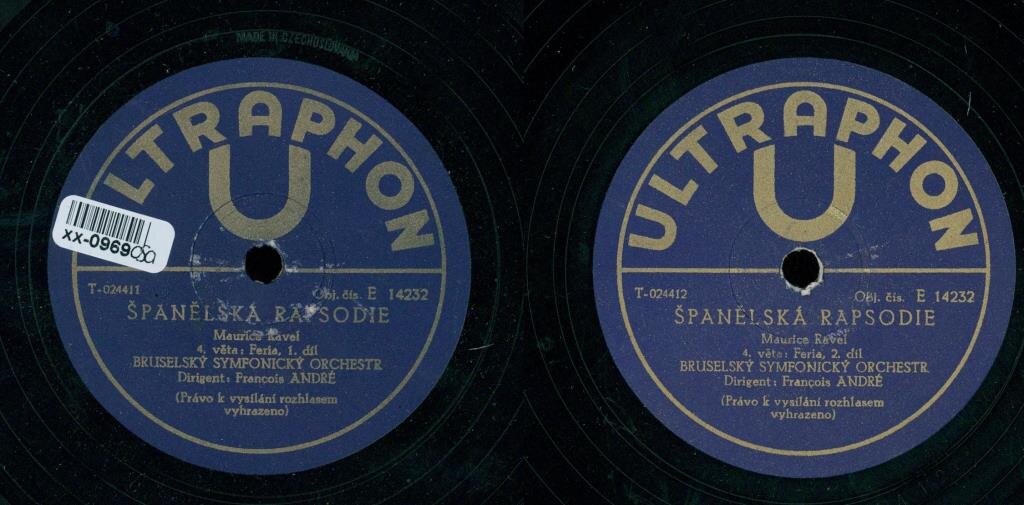 MADE IN CZECHOSLOVAKIA
ULTRAPHON
U
XX-0969
T-024411
Obj. čís. E 14232
ŠPANĚLSKÁ RAPSODIE
Maurice Ravel
4. věta: Feria, 1. díl
BRUSELSKÝ SYMFONICKÝ ORCHESTR
Dirigent: François ANDRÉ
(Právo k vysílání rozhlasem
vyhrazeno)
ULTRAPHON
U
T-024412
Obj. čís. E 14232
ŠPANĚLSKÁ RAPSODIE
Maurice Ravel
4. věta: Feria, 2. díl
BRUSELSKÝ SYMFONICKÝ ORCHESTR
Dirigent: François ANDRÉ
(Právo k vysílání rozhlasem
vyhrazeno)